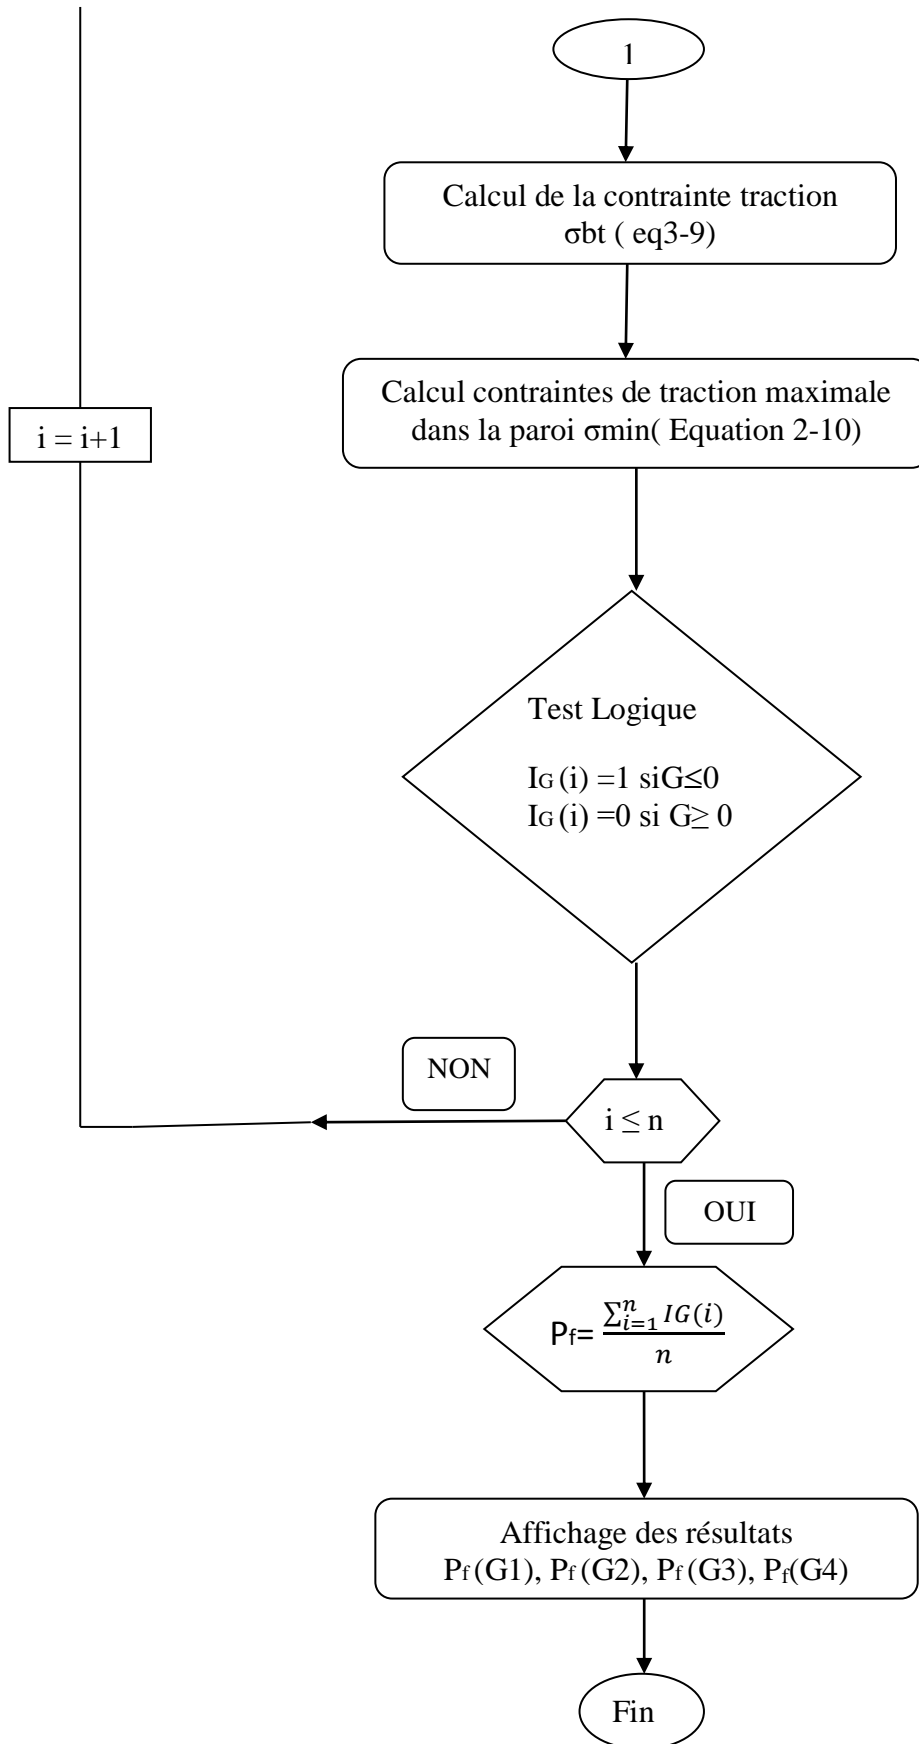 1
Calcul de la contrainte traction
σbt ( eq3-9)
Calcul contraintes de traction maximale
dans la paroi σmin( Equation 2-10)
i = i+1
Test Logique
IG (i) =1 siG≤0
IG (i) =0 si G≥ 0
NON
i ≤ n
OUI
Pf= \frac{\sum_{i=1}^{n} IG(i)}{n}
Affichage des résultats
Pf (G1), Pf (G2), Pf (G3), Pf(G4)
Fin